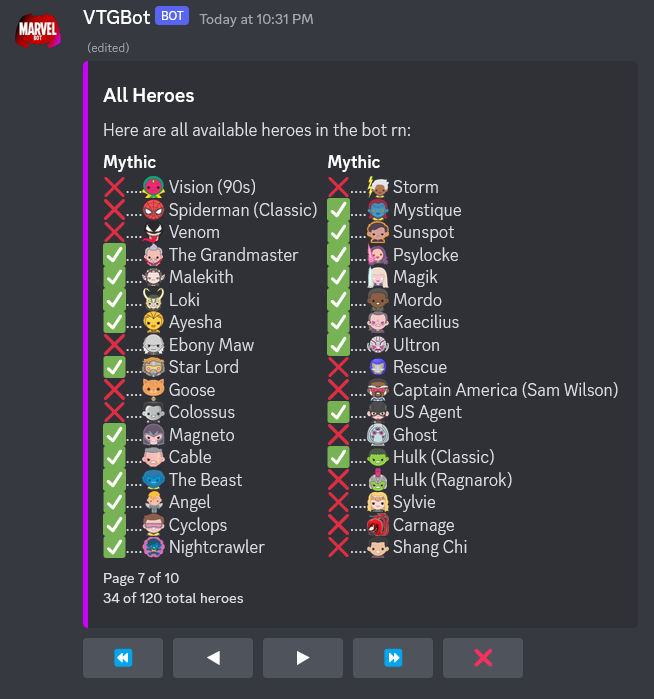 MARVEL
BOT
VTGBot BOT Today at 10:31 PM
(edited)
All Heroes
Here are all available heroes in the bot rn:
Mythic
....Vision (90s)
....Spiderman (Classic)
....Venom
....The Grandmaster
....Malekith
....Loki
....Ayesha
....Ebony Maw
....Star Lord
....Goose
....Colossus
....Magneto
....Cable
....The Beast
....Angel
....Cyclops
....Nightcrawler
Mythic
....Storm
....Mystique
....Sunspot
....Psylocke
....Magik
....Mordo
....Kaecilius
....Ultron
....Rescue
....Captain America (Sam Wilson)
....US Agent
....Ghost
....Hulk (Classic)
....Hulk (Ragnarok)
....Sylvie
....Carnage
....Shang Chi
Page 7 of 10
34 of 120 total heroes